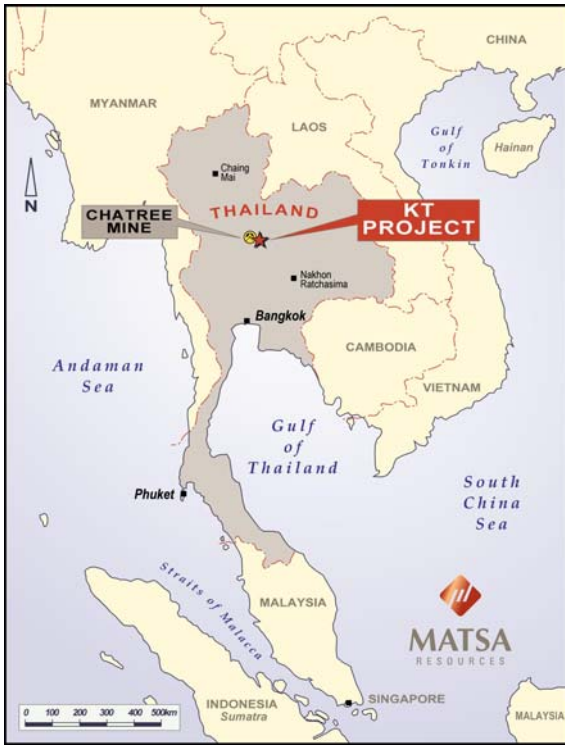 CHINA
MYANMAR
LAOS
Gulf
of
Tonkin
Hainan
Chaing
Mai
N
THAILAND
CHATREE
MINE
KT
PROJECT
Nakhon
Ratchasima
Bangkok
CAMBODIA
VIETNAM
Andaman
Sea
Gulf
of
Thailand
South
China
Sea
Phuket
Straits of Malacca
MALAYSIA
MATSA
RESOURCES
INDONESIA
Sumatra
SINGAPORE
MALAYSIA
0 100 200 300 400 500km